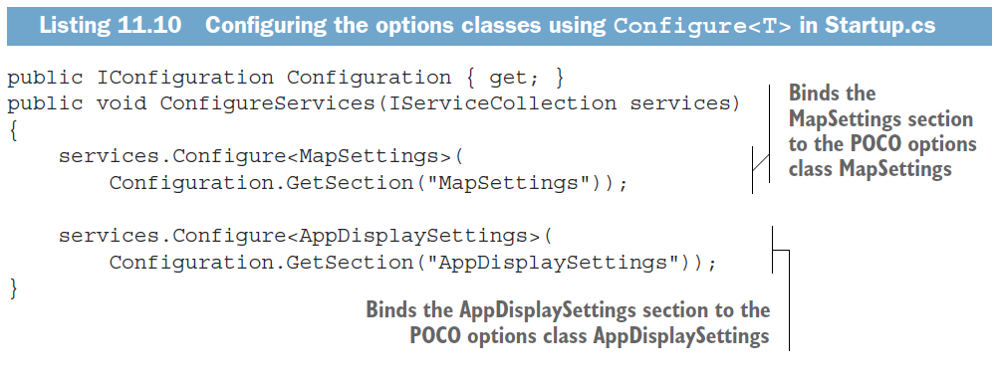 Listing 11.10 Configuring the options classes using Configure<T> in Startup.cs
public IConfiguration Configuration { get; }
public void ConfigureServices(IServiceCollection services)
{
    services.Configure<MapSettings>(
        Configuration.GetSection("MapSettings"));
Binds the
MapSettings section
to the POCO options
class MapSettings
    services.Configure<AppDisplaySettings>(
        Configuration.GetSection("AppDisplaySettings"));
}
Binds the AppDisplaySettings section to the
POCO options class AppDisplaySettings